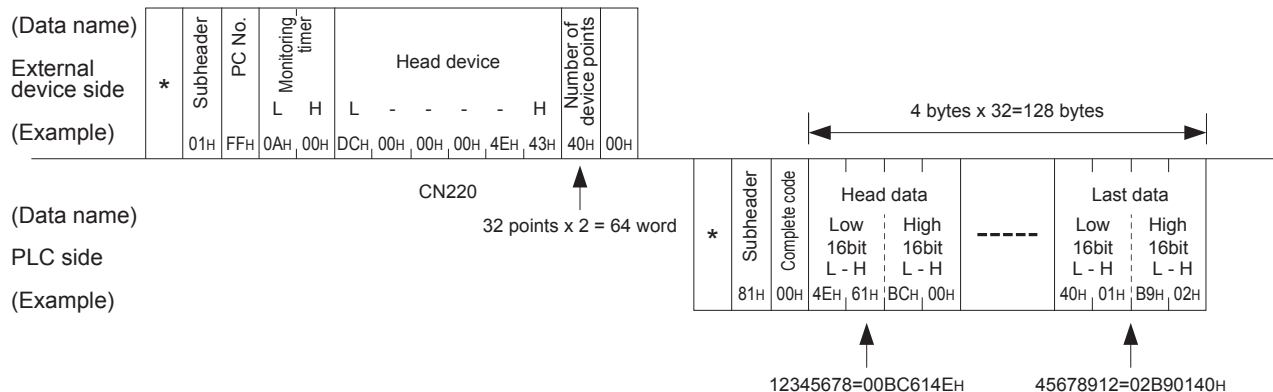 (Data name)
External
device side
(Example)
*
Subheader
PC No.
Monitoring
timer
L H
Head device
L - - - - H
Number of
device points
01H FFH 0AH 00H DCH 00H 00H 00H 4EH 43H 40H 00H
CN220
32 points x 2 = 64 word
4 bytes x 32=128 bytes
(Data name)
PLC side
(Example)
*
Subheader
Complete code
Head data
Low
16bit
L - H
High
16bit
L - H
-----
Last data
Low
16bit
L - H
High
16bit
L - H
81H 00H 4EH 61H BCH 00H 40H 01H B9H 02H
12345678=00BC614EH
45678912=02B90140H